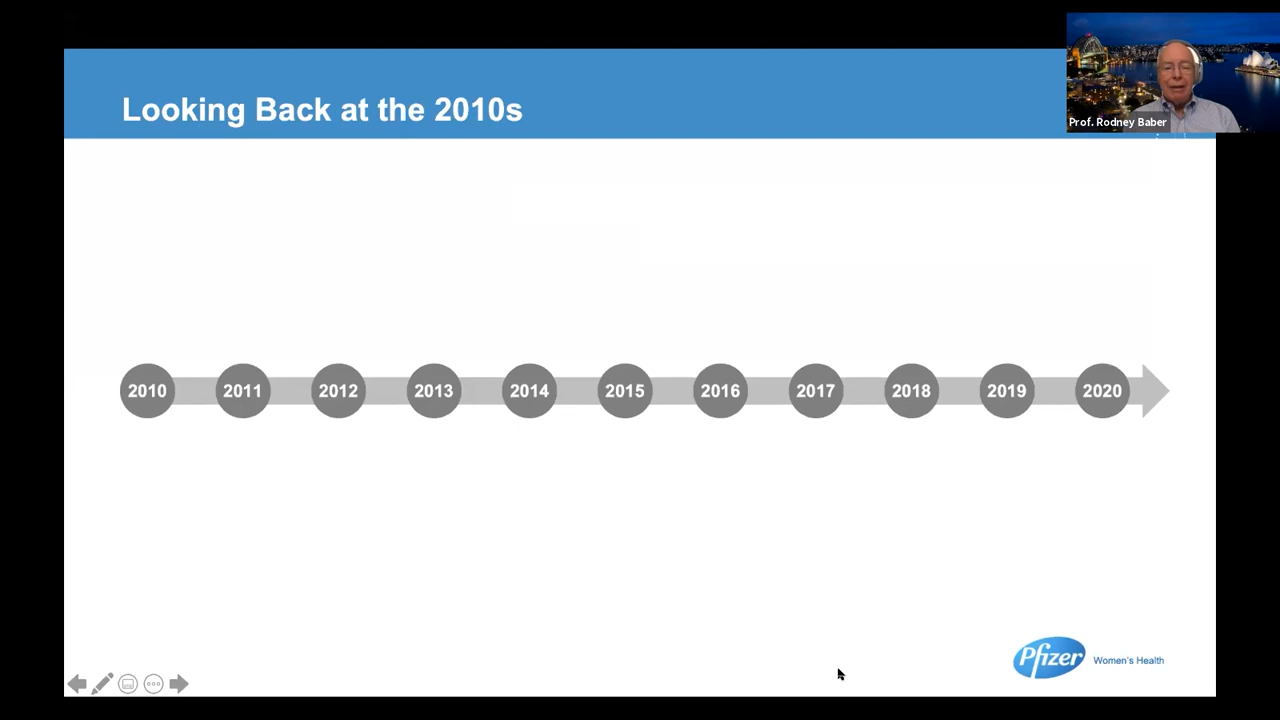 Looking Back at the 2010s
Prof. Rodney Baber
2010 2011 2012 2013 2014 2015 2016 2017 2018 2019 2020
Pfizer Women's Health